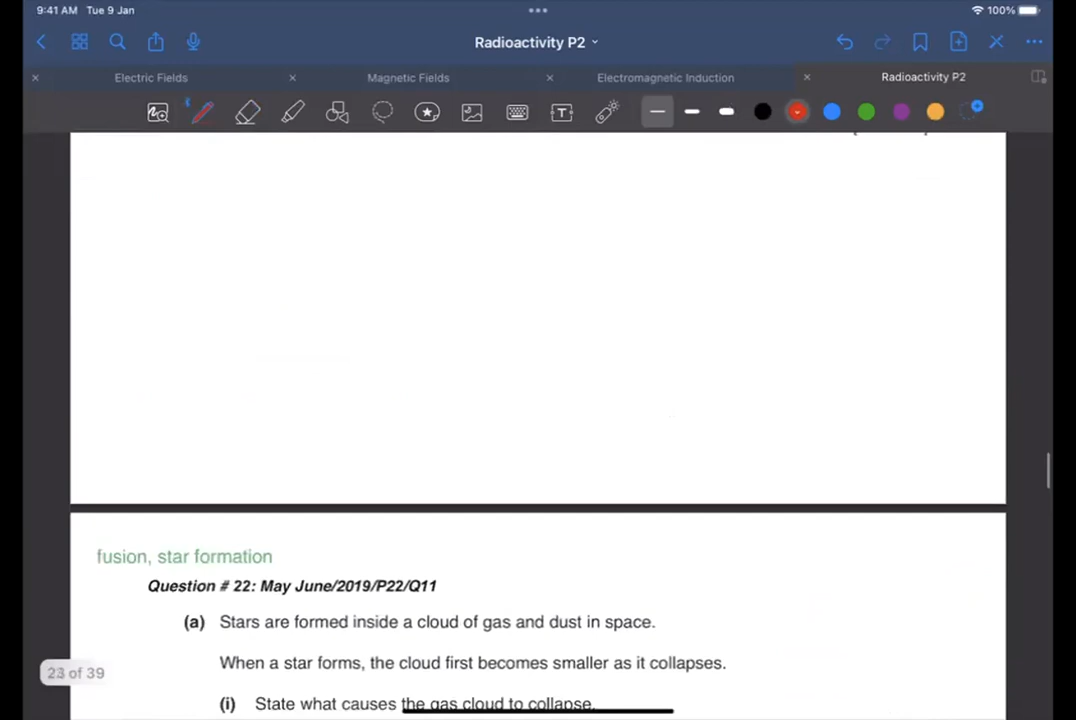 9:41 AM Tue 9 Jan
100%
Radioactivity P2
Electric Fields
Magnetic Fields
Electromagnetic Induction
Radioactivity P2
fusion, star formation
Question # 22: May June/2019/P22/Q11
(a) Stars are formed inside a cloud of gas and dust in space.
When a star forms, the cloud first becomes smaller as it collapses.
23 of 39
(i) State what causes the gas cloud to collapse.